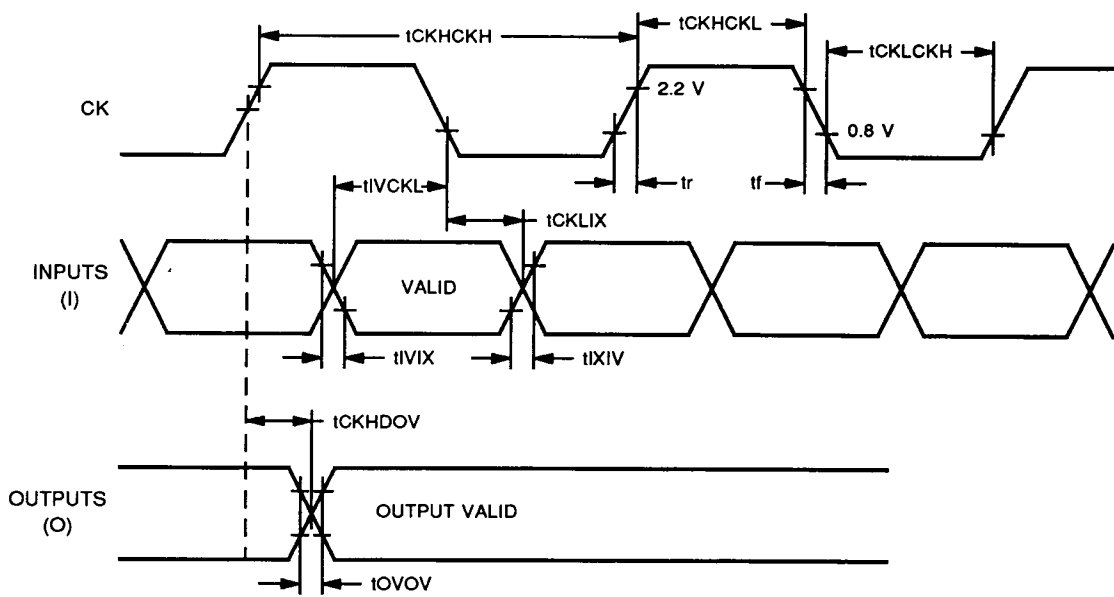 tCKHCKH
tCKHCKL
tCKLCKH
CK
2.2 V
0.8 V
tIVCKL
tr
tf
tCKLIX
INPUTS
(I)
VALID
tIVIX
tIXIV
tCKHDOV
OUTPUTS
(O)
OUTPUT VALID
tOVOV